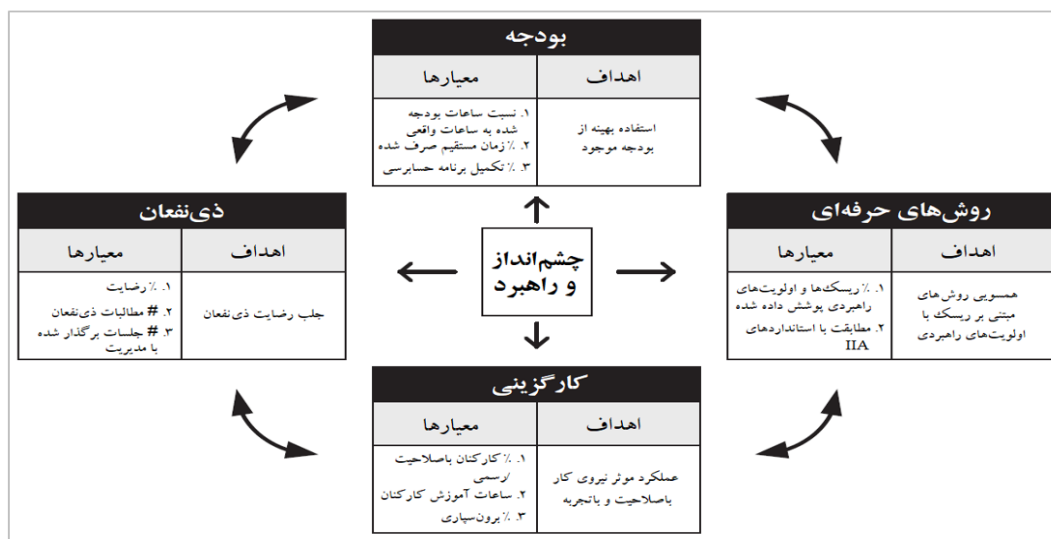 بودجه
اهداف
معیارها
استفاده بهینه از
بودجه موجود
۱. نسبت ساعات بودجه
شده به ساعات واقعی
۲. ٪ زمان مستقیم صرف شده
۳. ٪ تکمیل برنامه حسابرسی
روش‌های حرفه‌ای
اهداف
معیارها
همسویی روش‌های
مبتنی بر ریسک با
اولویت‌های راهبردی
۱. ٪ ریسک‌ها و اولویت‌های
راهبردی پوشش داده شده
۲. مطابقت با استانداردهای
IIA
چشم‌انداز
و راهبرد
ذی‌نفعان
اهداف
معیارها
جلب رضایت ذی‌نفعان
۱. ٪ رضایت
۲. # مطالبات ذی‌نفعان
۳. # جلسات برگذار شده
با مدیریت
کارگزینی
اهداف
معیارها
عملکرد موثر نیروی کار
باصلاحیت و باتجربه
۱. ٪ کارکنان باصلاحیت
/رسمی
۲. ساعات آموزش کارکنان
۳. ٪ برون‌سپاری